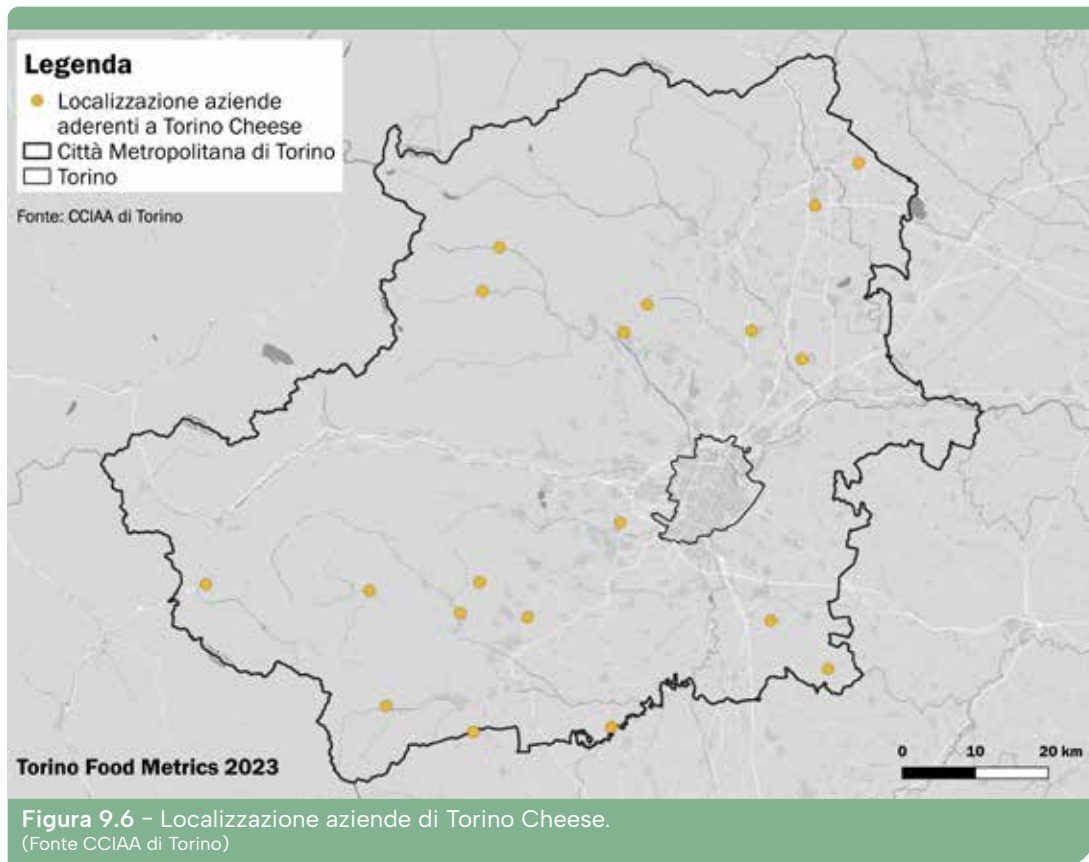 Legenda
Localizzazione aziende
aderenti a Torino Cheese
Città Metropolitana di Torino
Torino
Fonte: CCIAA di Torino
0 10 20 km
Torino Food Metrics 2023
Figura 9.6 – Localizzazione aziende di Torino Cheese.
(Fonte CCIAA di Torino)